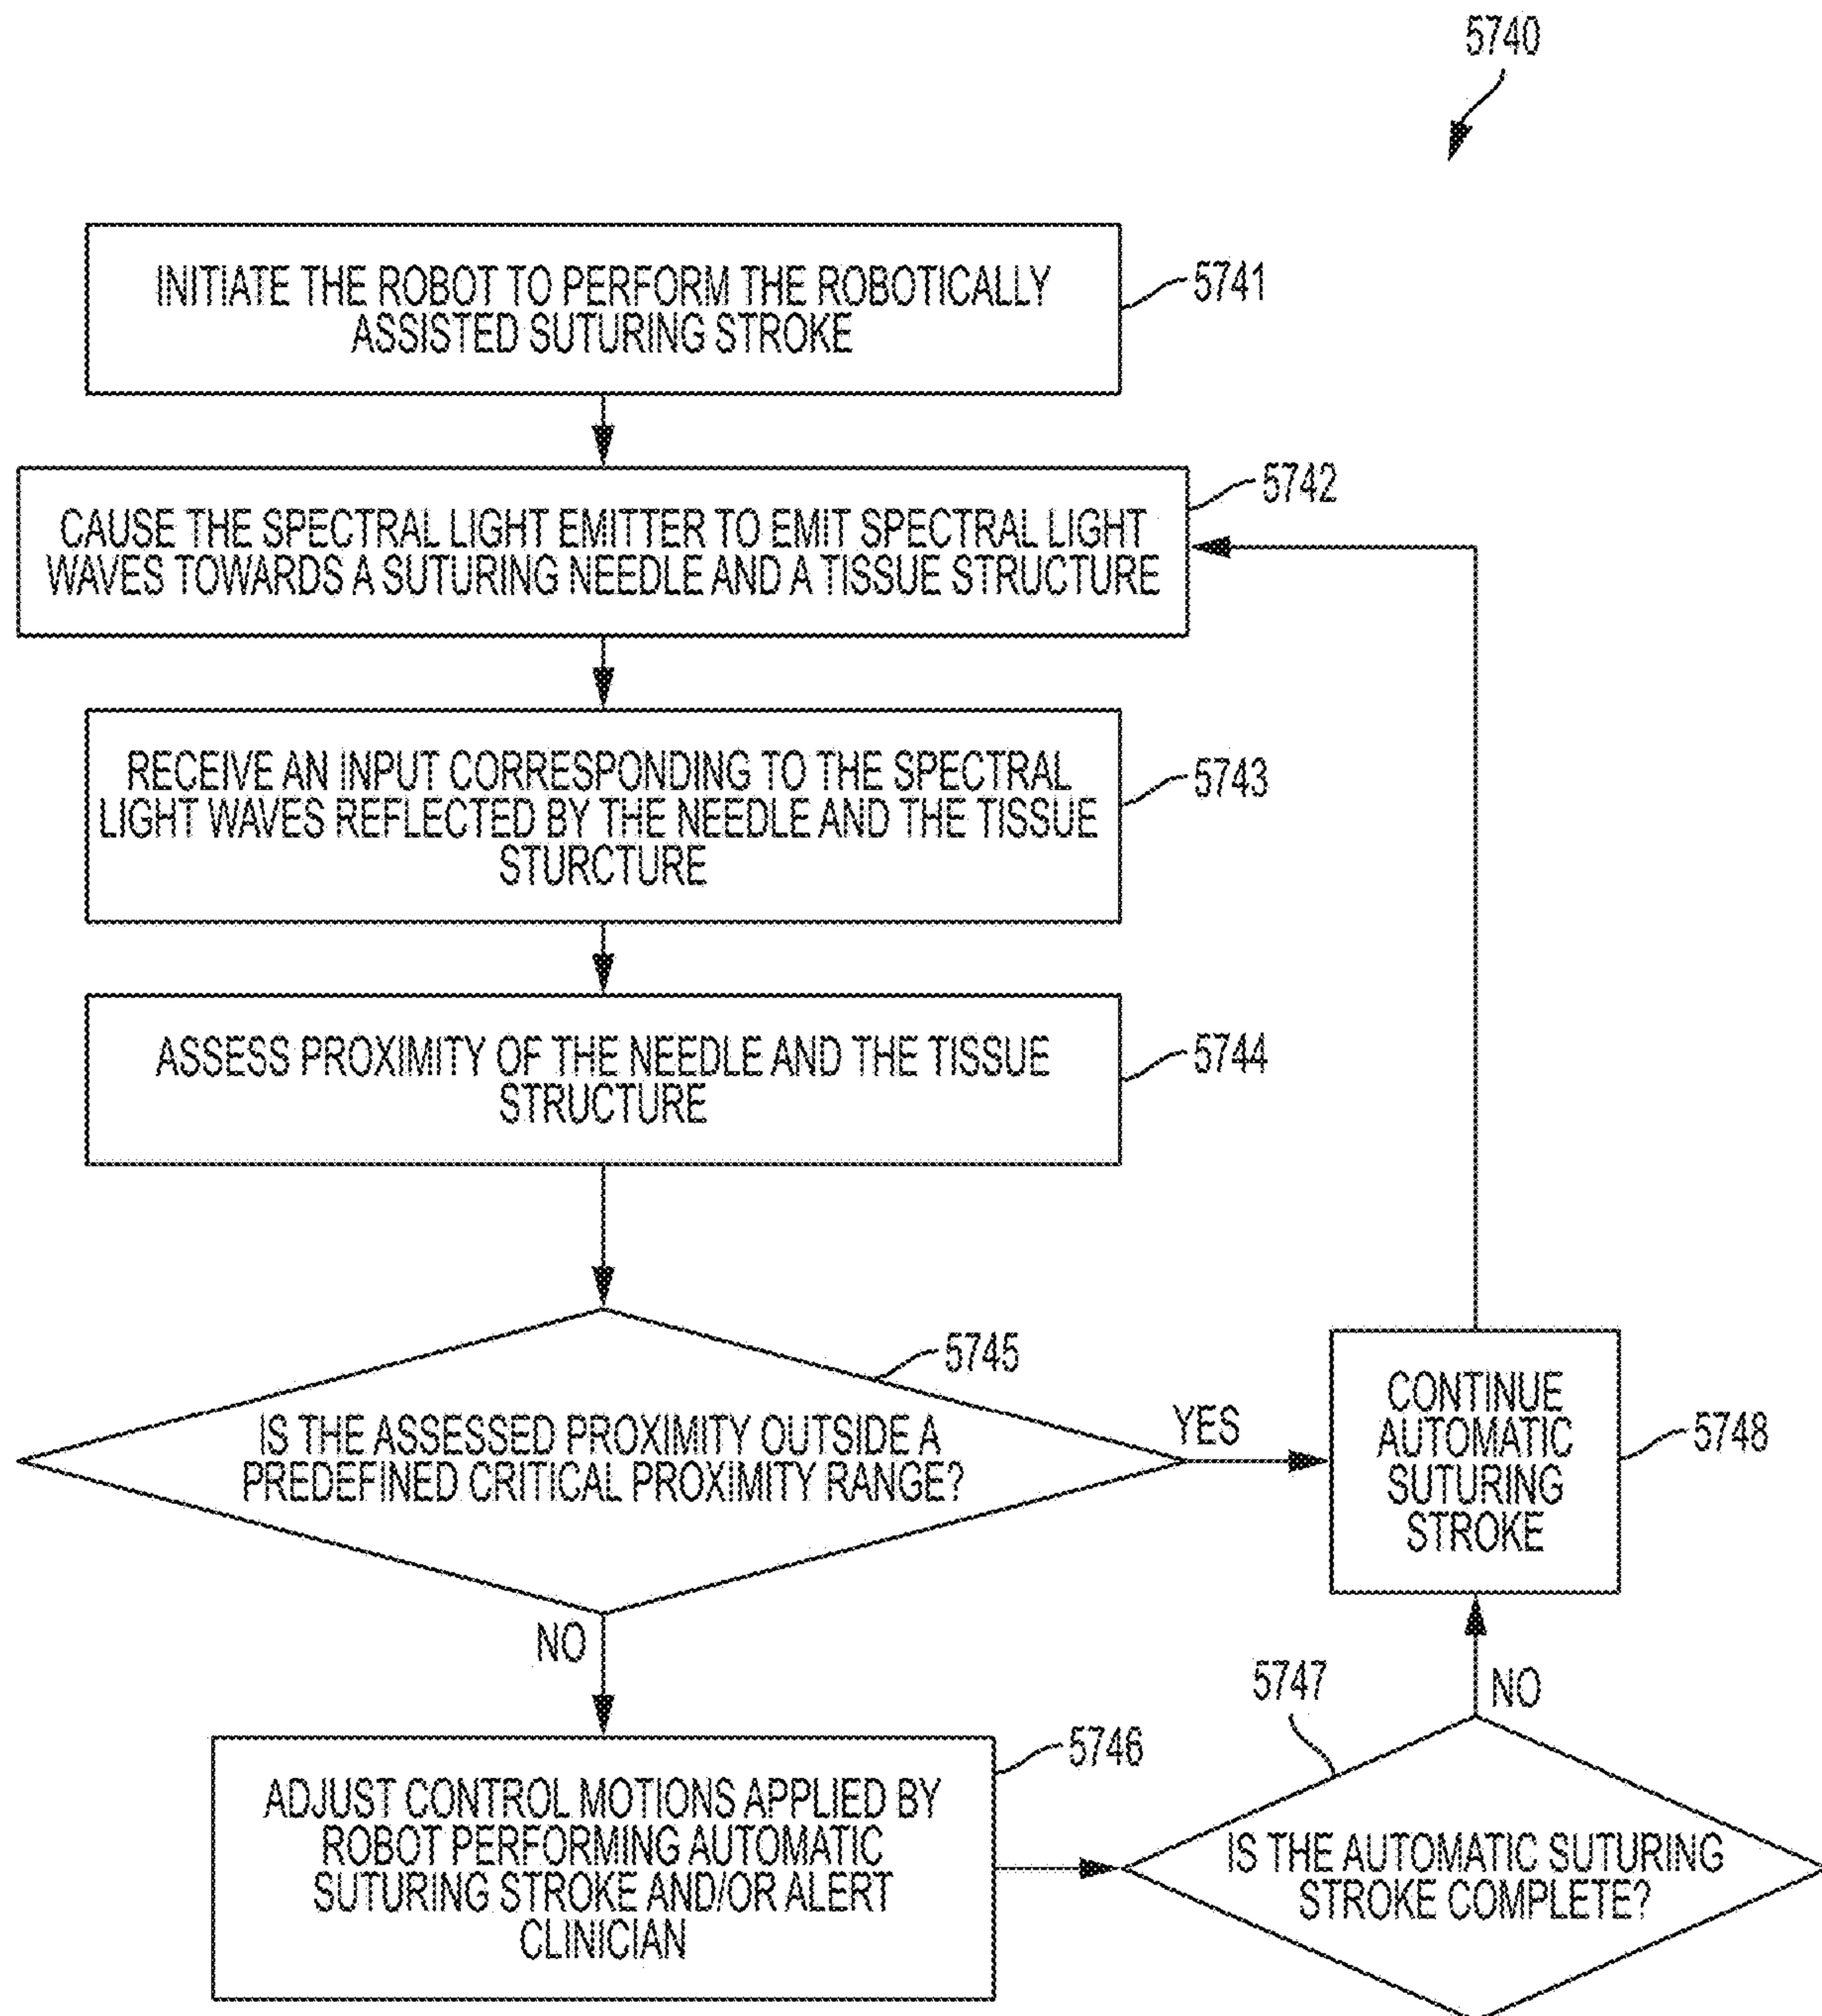 5740
INITIATE THE ROBOT TO PERFORM THE ROBOTICALLY
ASSISTED SUTURING STROKE
5741
CAUSE THE SPECTRAL LIGHT EMITTER TO EMIT SPECTRAL LIGHT
WAVES TOWARDS A SUTURING NEEDLE AND A TISSUE STRUCTURE
5742
RECEIVE AN INPUT CORRESPONDING TO THE SPECTRAL
LIGHT WAVES REFLECTED BY THE NEEDLE AND THE TISSUE
STURCTURE
5743
ASSESS PROXIMITY OF THE NEEDLE AND THE TISSUE
STRUCTURE
5744
IS THE ASSESSED PROXIMITY OUTSIDE A
PREDEFINED CRITICAL PROXIMITY RANGE?
5745
YES
CONTINUE
AUTOMATIC
SUTURING
STROKE
5748
NO
ADJUST CONTROL MOTIONS APPLIED BY
ROBOT PERFORMING AUTOMATIC
SUTURING STROKE AND/OR ALERT
CLINICIAN
5746
5747
NO
IS THE AUTOMATIC SUTURING
STROKE COMPLETE?